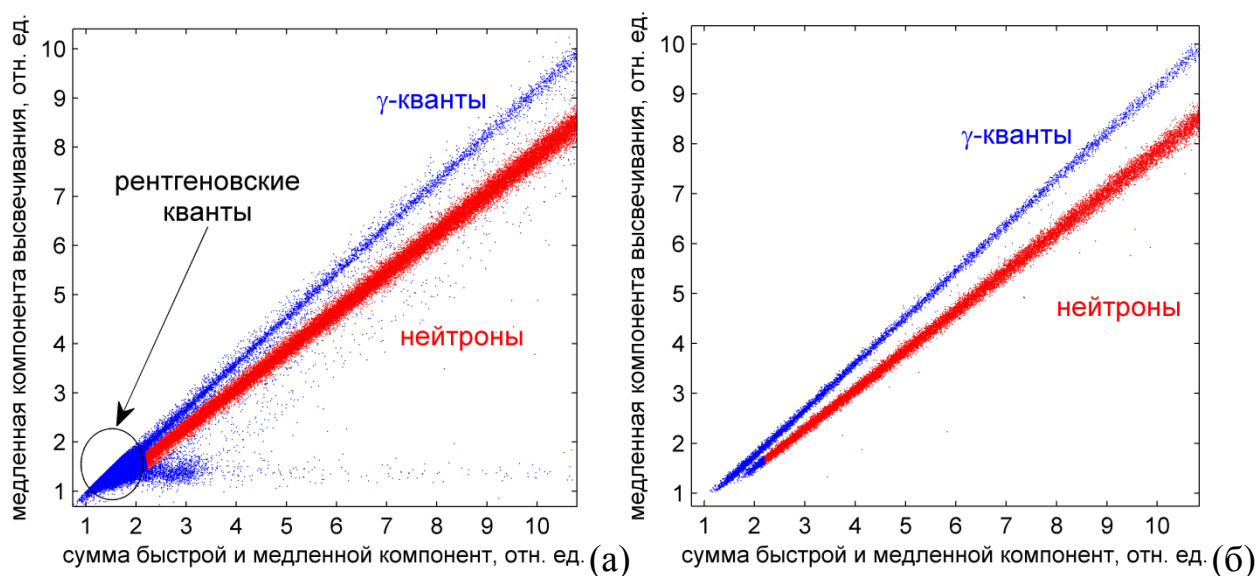 медленная компонента высвечивания, отн. ед.
10
9
8
7
6
5
4
3
2
1
γ-кванты
рентгеновские
кванты
нейтроны
1 2 3 4 5 6 7 8 9 10
сумма быстрой и медленной компонент, отн. ед. (а)
медленная компонента высвечивания, отн. ед.
10
9
8
7
6
5
4
3
2
1
γ-кванты
нейтроны
1 2 3 4 5 6 7 8 9 10
сумма быстрой и медленной компонент, отн. ед. (б)